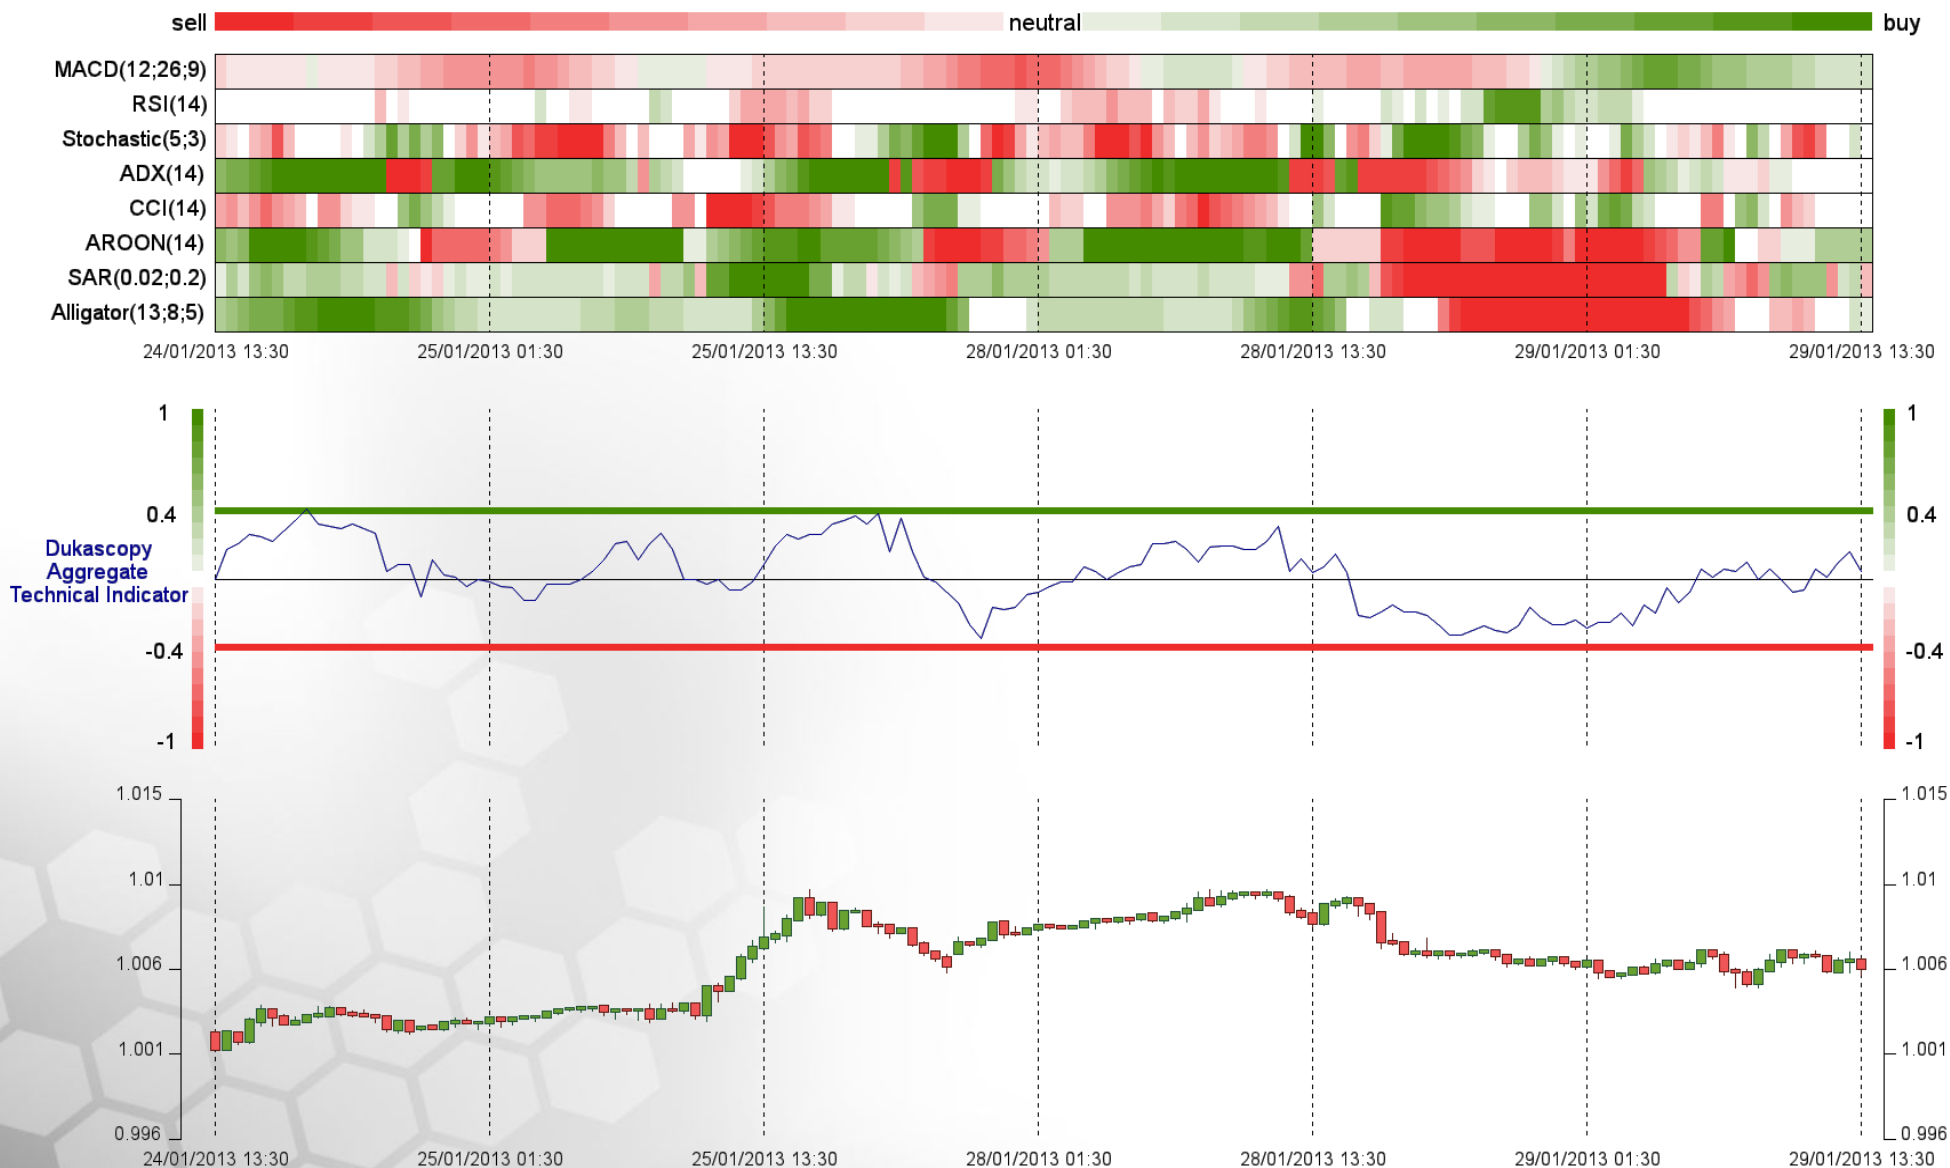 sell neutral buy
MACD(12;26;9)
RSI(14)
Stochastic(5;3)
ADX(14)
CCI(14)
AROON(14)
SAR(0.02;0.2)
Alligator(13;8;5)
24/01/2013 13:30 25/01/2013 01:30 25/01/2013 13:30 28/01/2013 01:30 28/01/2013 13:30 29/01/2013 01:30 29/01/2013 13:30
1 1
0.4 0.4
Dukascopy
Aggregate
Technical Indicator
-0.4 -0.4
-1 -1
1.015 1.015
1.01 1.01
1.006 1.006
1.001 1.001
0.996 0.996
24/01/2013 13:30 25/01/2013 01:30 25/01/2013 13:30 28/01/2013 01:30 28/01/2013 13:30 29/01/2013 01:30 29/01/2013 13:30